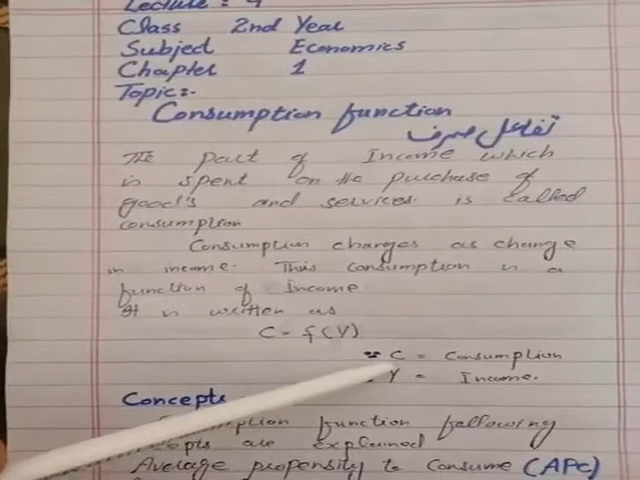 Lecture : 4
Class 2nd Year
Subject Economics
Chapter 1
Topic:-
Consumption function
تفاعل صرف
The part of Income which
is spent on the purchase of
good's and services. is called
consumption
Consumption changes as change
in income. This consumption is a
function of Income
It is written as
C = f(Y)
∵ C = Consumption
Y = Income.
Concepts
function following
are explained
Average propensity to Consume (APC)